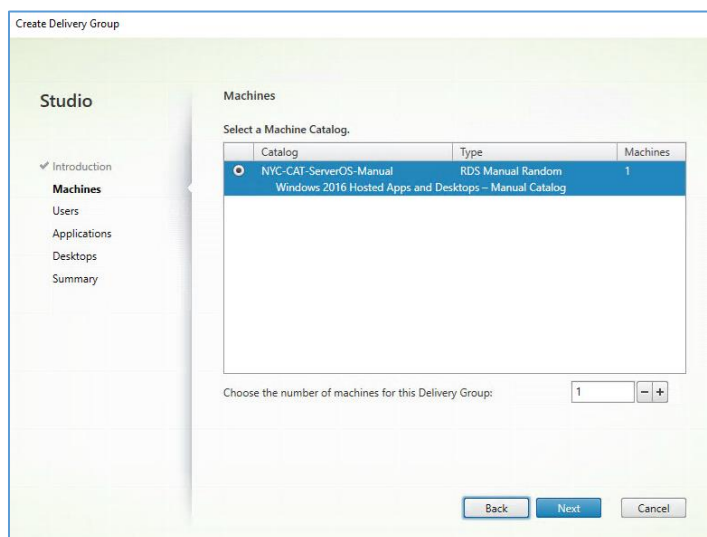 Create Delivery Group
Studio
✔ Introduction
Machines
Users
Applications
Desktops
Summary
Machines
Select a Machine Catalog.
Catalog Type Machines
NYC-CAT-ServerOS-Manual RDS Manual Random 1
Windows 2016 Hosted Apps and Desktops – Manual Catalog
Choose the number of machines for this Delivery Group: 1 − +
Back Next Cancel